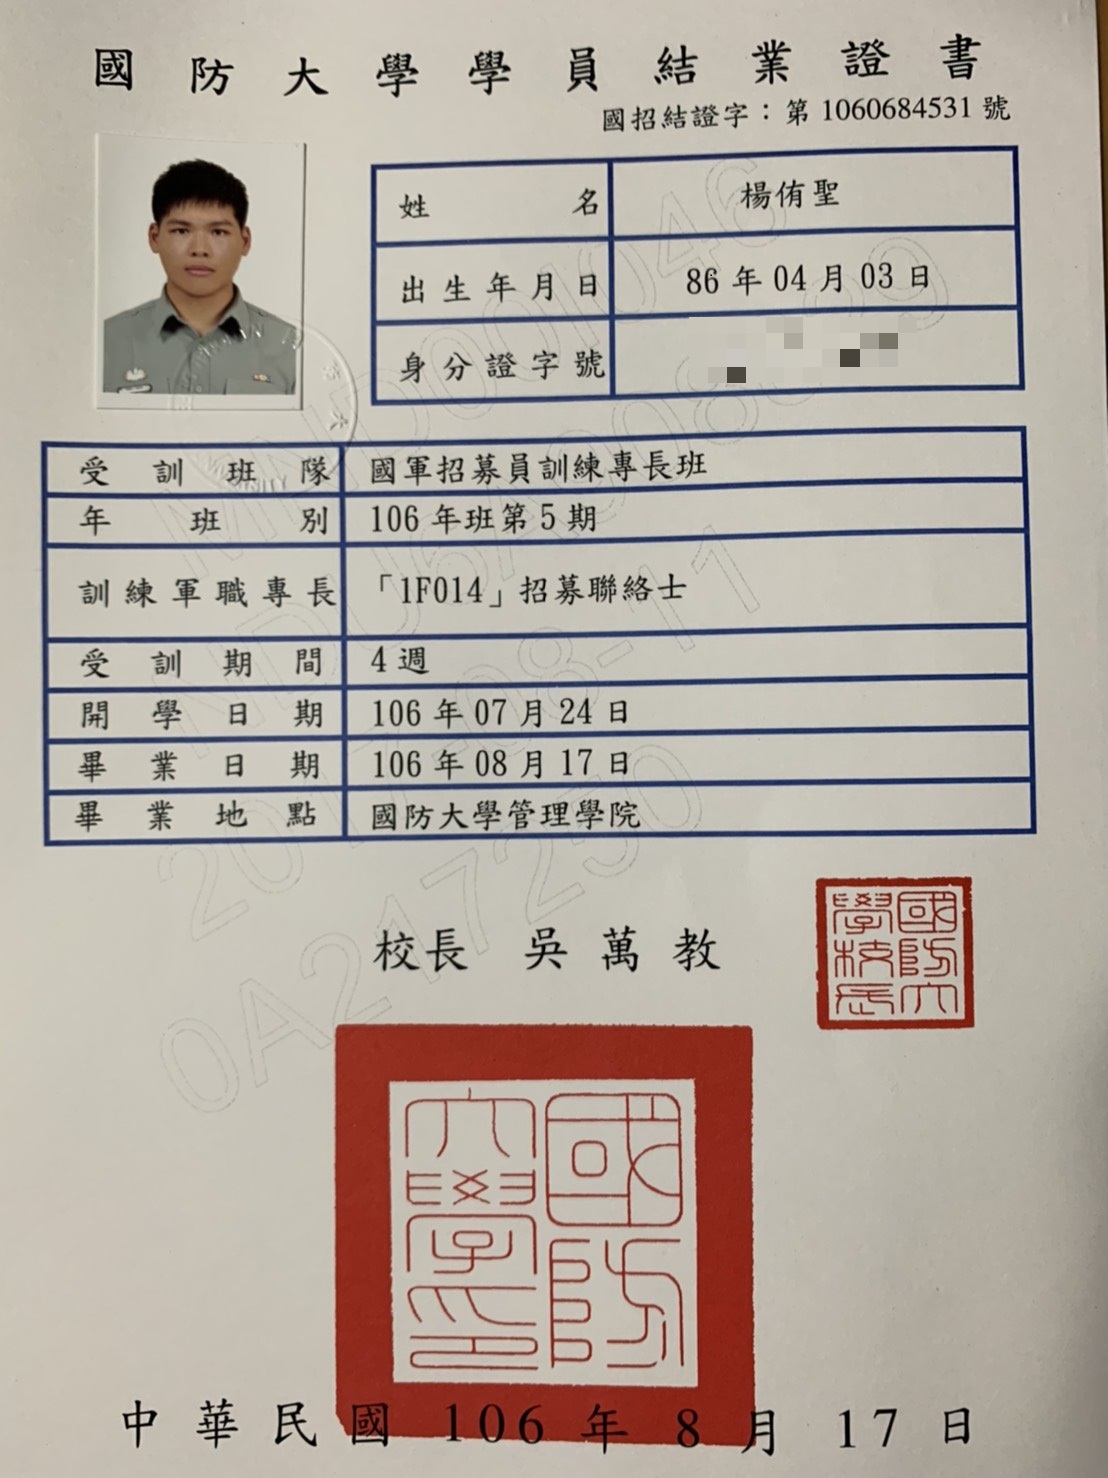 國防大學學員結業證書
國招結證字：第 1060684531 號
姓名 楊侑聖
出生年月日 86 年 04 月 03 日
身分證字號
受訓班隊 國軍招募員訓練專長班
年班別 106 年班第 5 期
訓練軍職專長 「1F014」招募聯絡士
受訓期間 4 週
開學日期 106 年 07 月 24 日
畢業日期 106 年 08 月 17 日
畢業地點 國防大學管理學院
校長 吳萬教
國防大學校長
國防大學印
中華民國 106 年 8 月 17 日